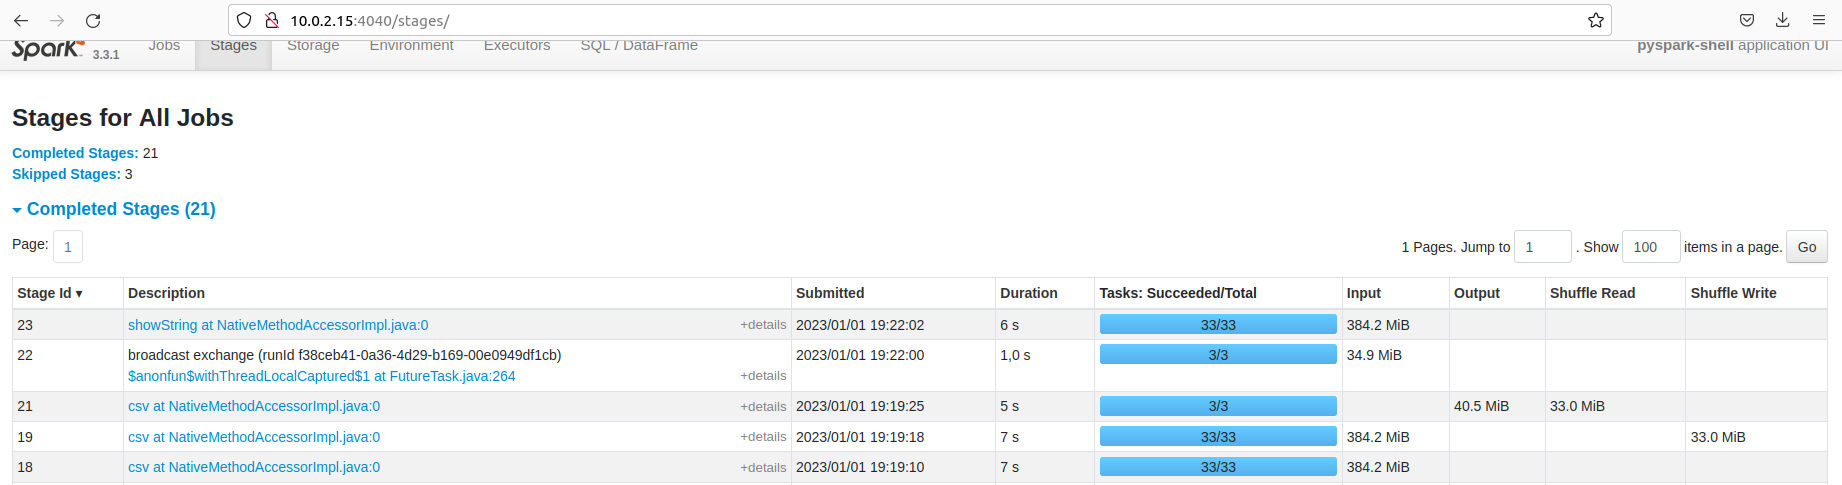 10.0.2.15:4040/stages/
Spark 3.3.1 Jobs Stages Storage Environment Executors SQL / DataFrame pyspark-shell application UI
Stages for All Jobs
Completed Stages: 21
Skipped Stages: 3
Completed Stages (21)
Page: 1 1 Pages. Jump to 1 . Show 100 items in a page. Go
Stage Id ▾ Description Submitted Duration Tasks: Succeeded/Total Input Output Shuffle Read Shuffle Write
23 showString at NativeMethodAccessorImpl.java:0 +details 2023/01/01 19:22:02 6 s 33/33 384.2 MiB
22 broadcast exchange (runId f38ceb41-0a36-4d29-b169-00e0949df1cb) 2023/01/01 19:22:00 1,0 s 3/3 34.9 MiB
$anonfun$withThreadLocalCaptured$1 at FutureTask.java:264 +details
21 csv at NativeMethodAccessorImpl.java:0 +details 2023/01/01 19:19:25 5 s 3/3 40.5 MiB 33.0 MiB
19 csv at NativeMethodAccessorImpl.java:0 +details 2023/01/01 19:19:18 7 s 33/33 384.2 MiB 33.0 MiB
18 csv at NativeMethodAccessorImpl.java:0 +details 2023/01/01 19:19:10 7 s 33/33 384.2 MiB